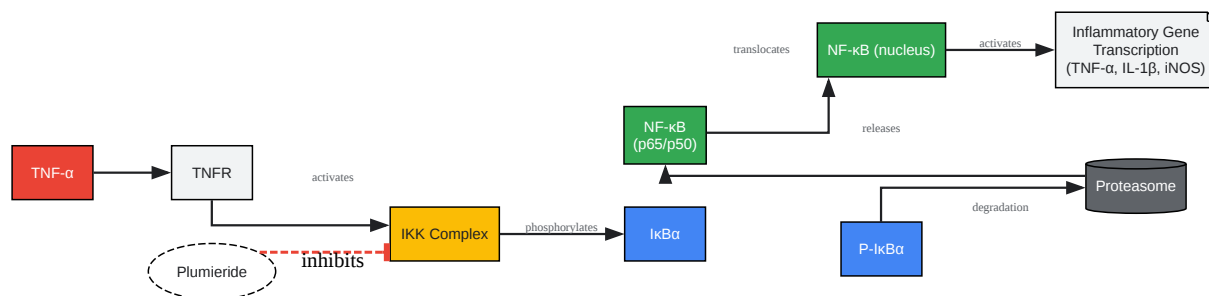 TNF-α
TNFR
activates
Plumieride
inhibits
IKK Complex
phosphorylates
IκBα
NF-κB
(p65/p50)
translocates
NF-κB (nucleus)
activates
Inflammatory Gene
Transcription
(TNF-α, IL-1β, iNOS)
releases
P-IκBα
degradation
Proteasome